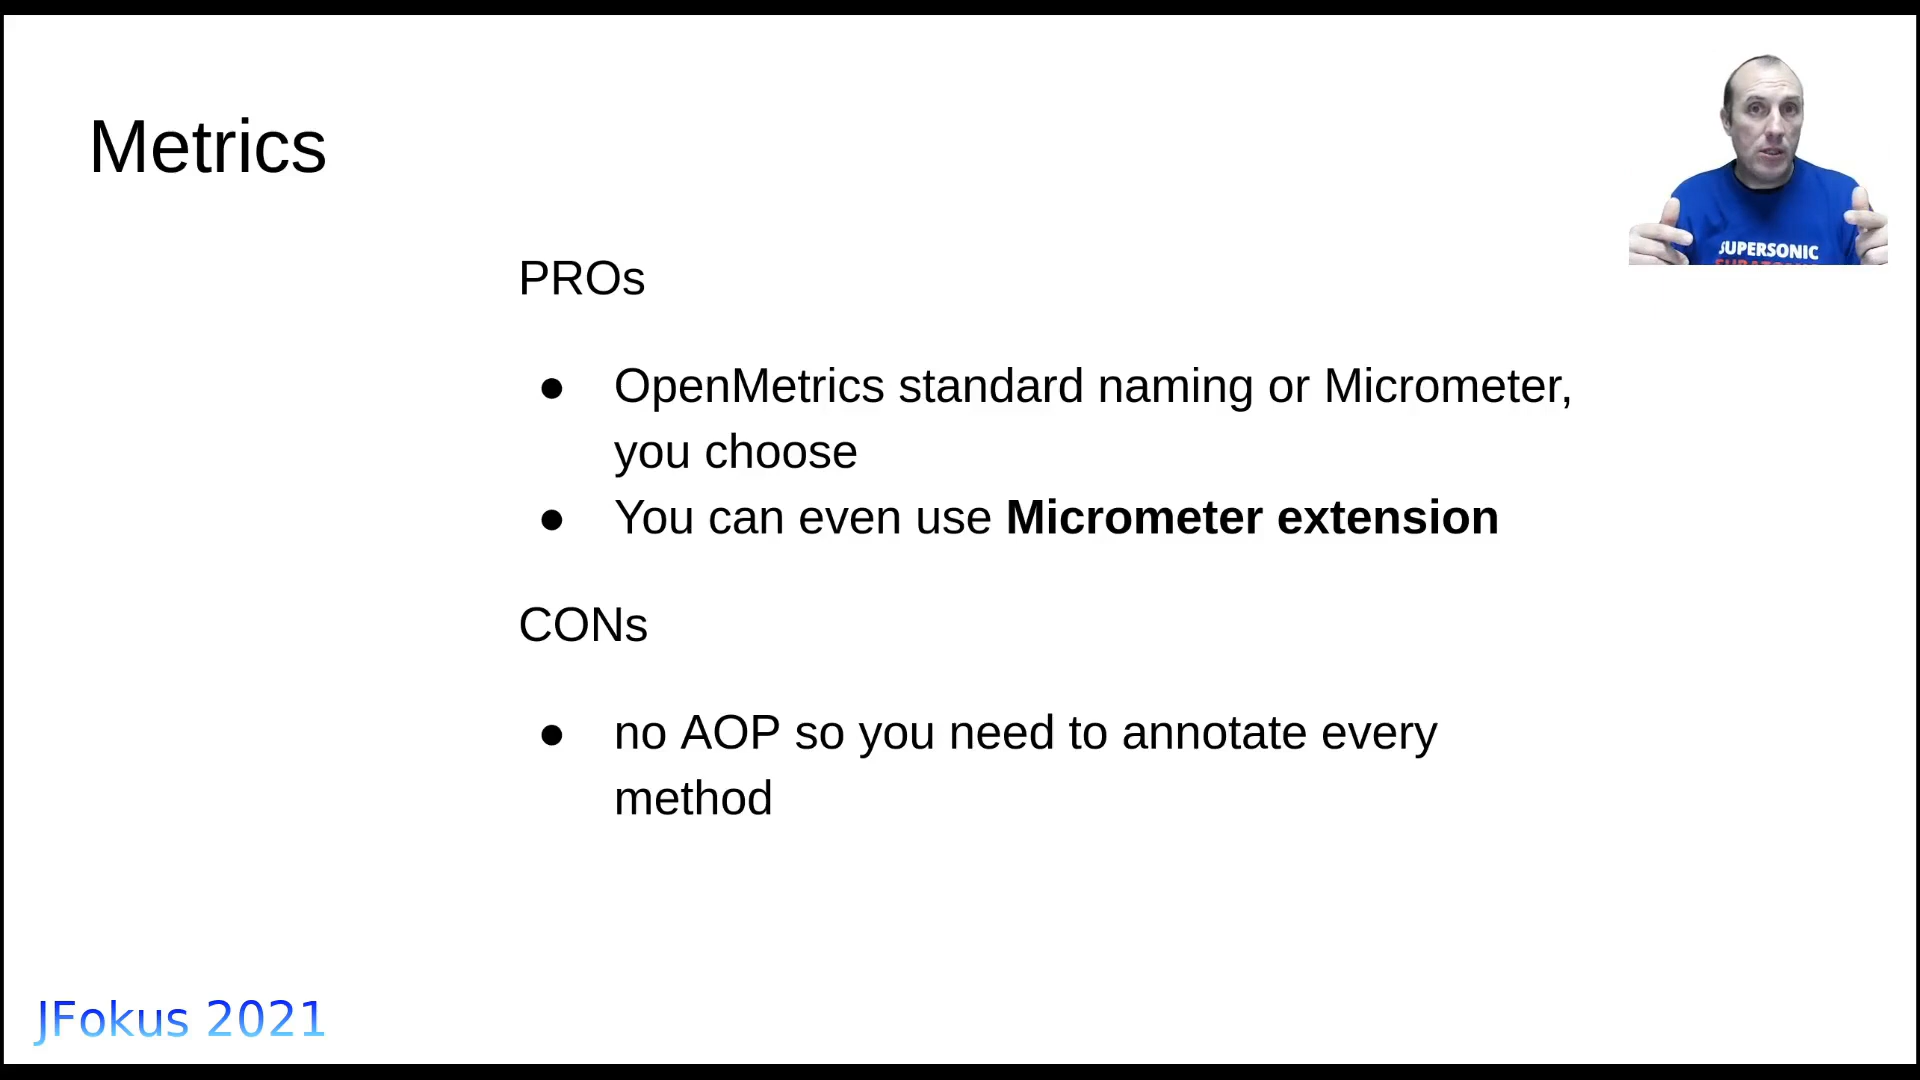 Metrics
SUPERSONIC
PROs
● OpenMetrics standard naming or Micrometer,
you choose
● You can even use Micrometer extension
CONs
● no AOP so you need to annotate every
method
JFokus 2021